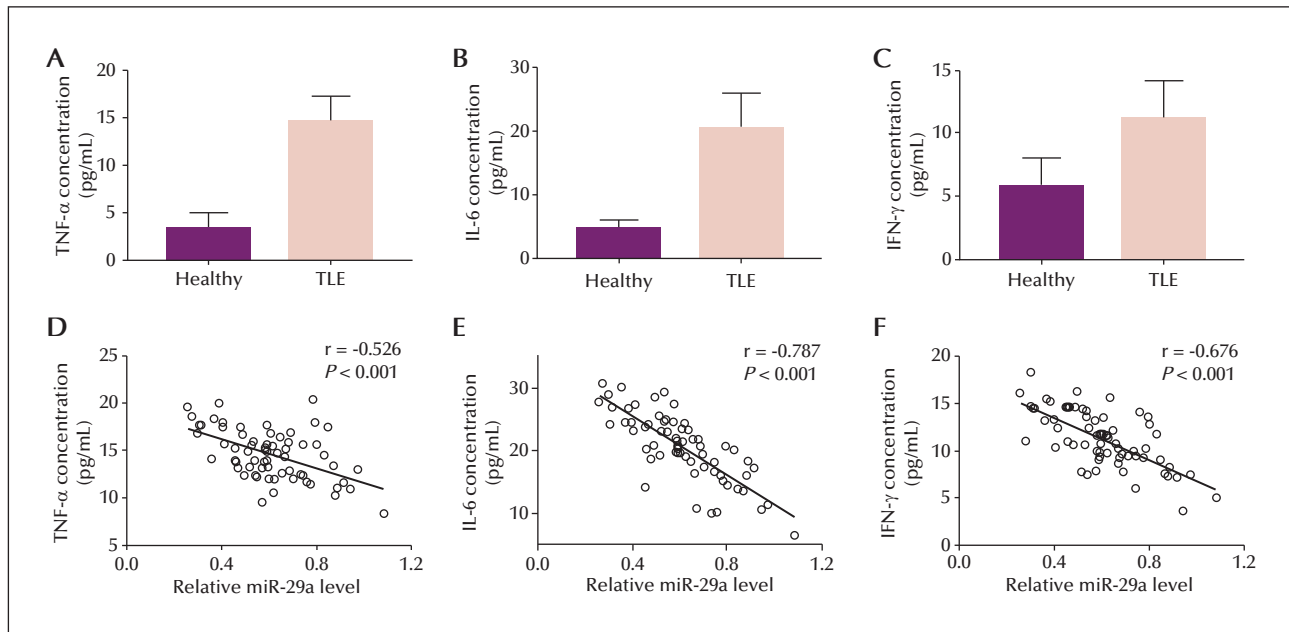 A
TNF-α concentration
(pg/mL)
20
15
10
5
0
Healthy
TLE
B
IL-6 concentration
(pg/mL)
30
20
10
0
Healthy
TLE
C
IFN-γ concentration
(pg/mL)
15
10
5
0
Healthy
TLE
D
r = -0.526
P < 0.001
TNF-α concentration
(pg/mL)
25
20
15
10
5
0.0
0.4
0.8
1.2
Relative miR-29a level
E
r = -0.787
P < 0.001
IL-6 concentration
(pg/mL)
30
20
10
0.0
0.4
0.8
1.2
Relative miR-29a level
F
r = -0.676
P < 0.001
IFN-γ concentration
(pg/mL)
20
15
10
5
0
0.0
0.4
0.8
1.2
Relative miR-29a level